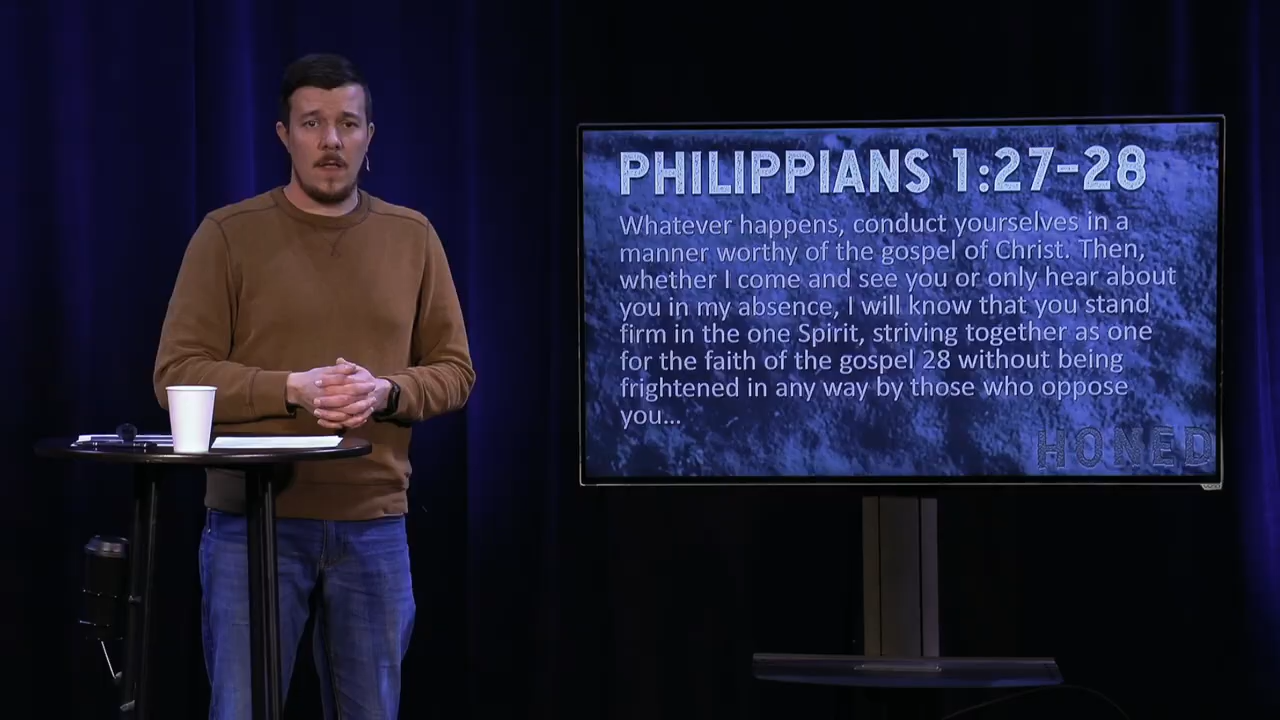 PHILIPPIANS 1:27-28
Whatever happens, conduct yourselves in a
manner worthy of the gospel of Christ. Then,
whether I come and see you or only hear about
you in my absence, I will know that you stand
firm in the one Spirit, striving together as one
for the faith of the gospel 28 without being
frightened in any way by those who oppose
you...
HONED